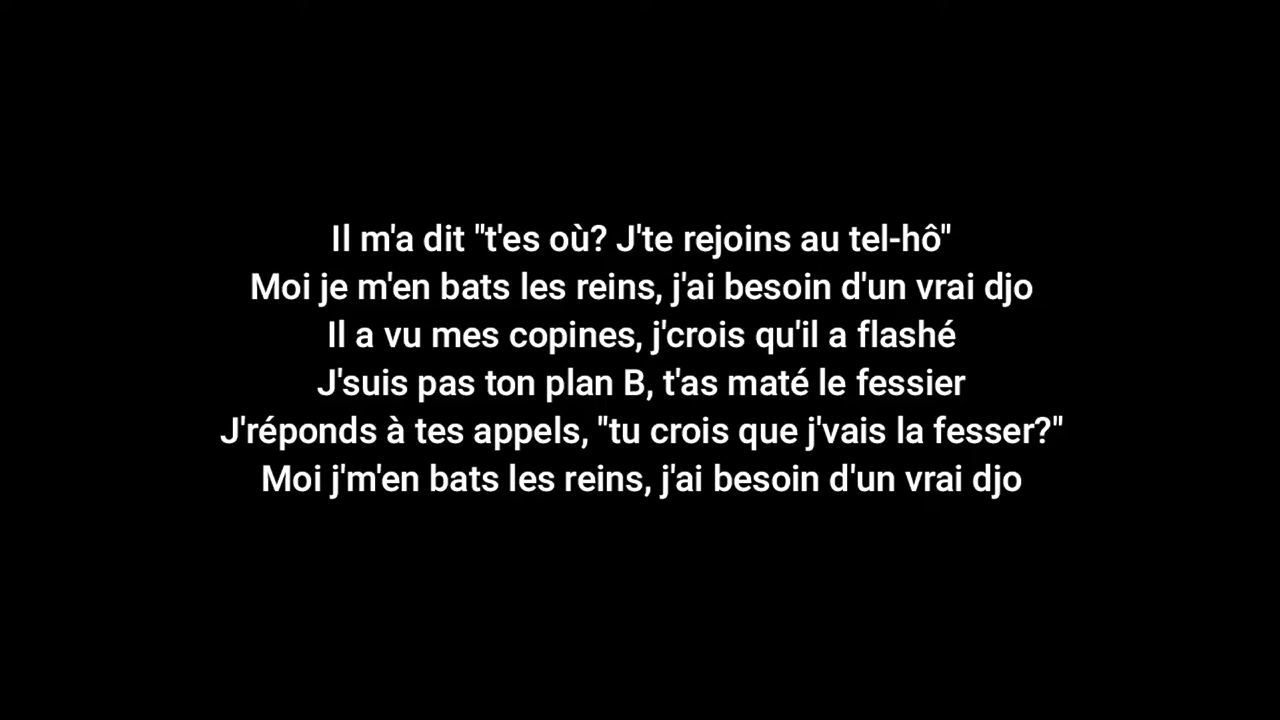 Il m'a dit "t'es où? J'te rejoins au tel-hô"
Moi je m'en bats les reins, j'ai besoin d'un vrai djo
Il a vu mes copines, j'crois qu'il a flashé
J'suis pas ton plan B, t'as maté le fessier
J'réponds à tes appels, "tu crois que j'vais la fesser?"
Moi j'm'en bats les reins, j'ai besoin d'un vrai djo